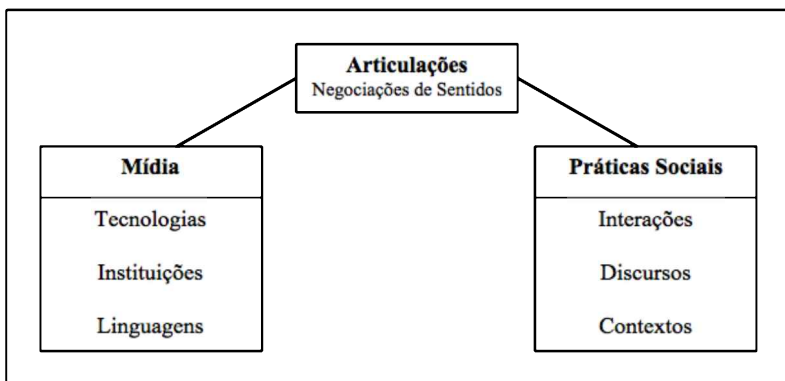 Articulações
Negociações de Sentidos
Mídia
Tecnologias
Instituições
Linguagens
Práticas Sociais
Interações
Discursos
Contextos